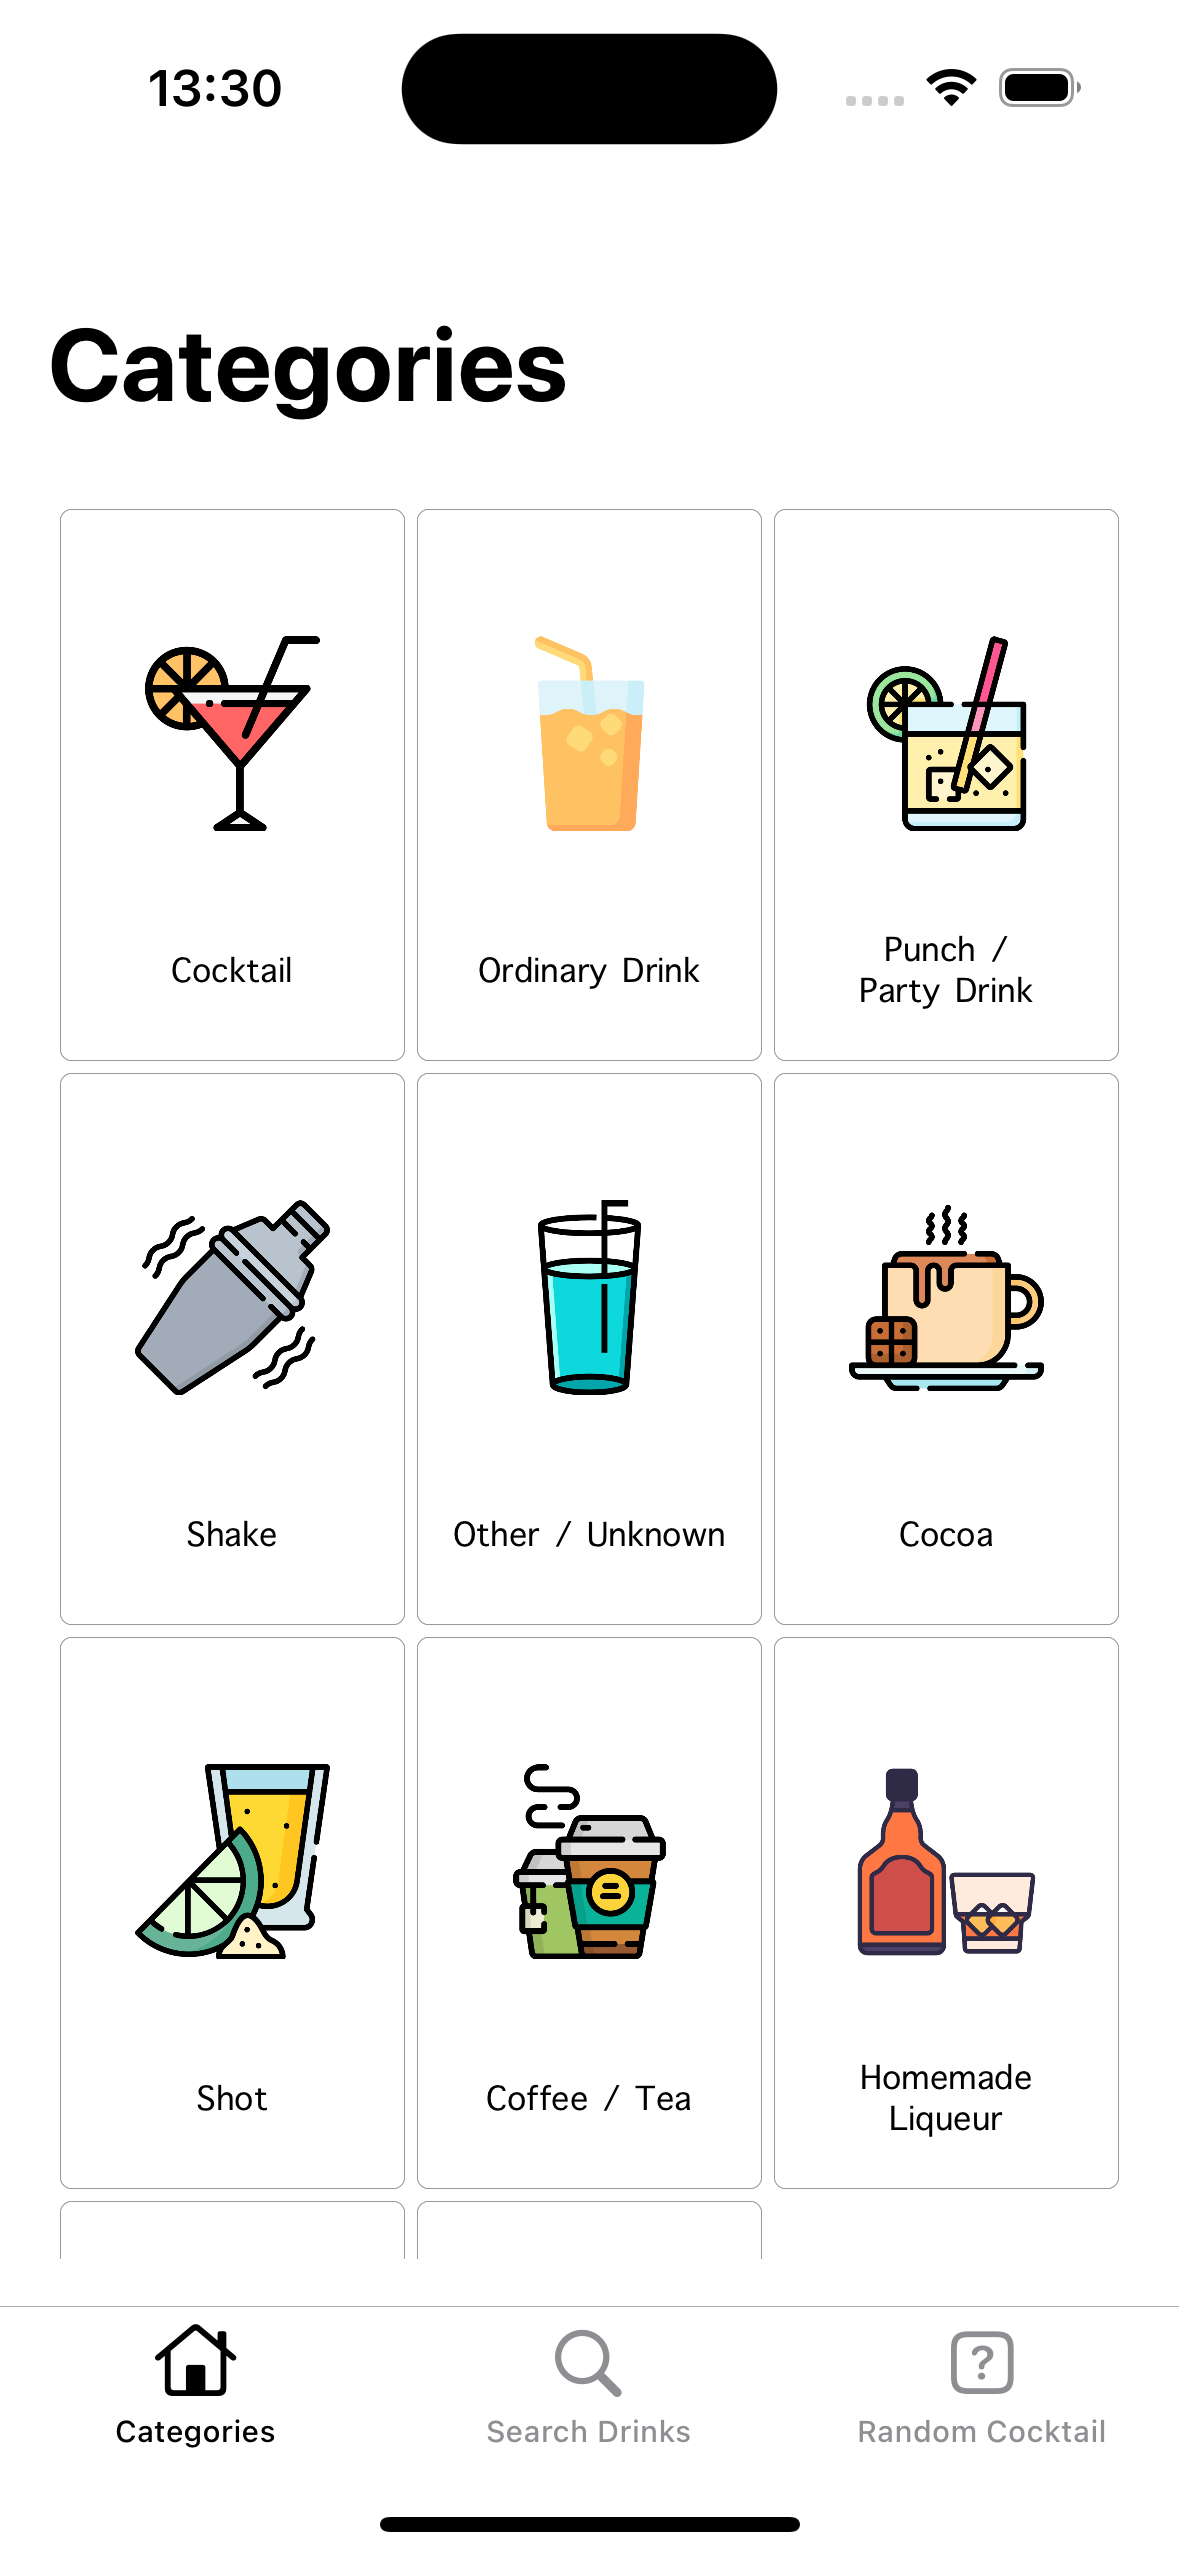 13:30
Categories
Cocktail
Ordinary Drink
Punch /
Party Drink
Shake
Other / Unknown
Cocoa
Shot
Coffee / Tea
Homemade
Liqueur
?
Categories
Search Drinks
Random Cocktail